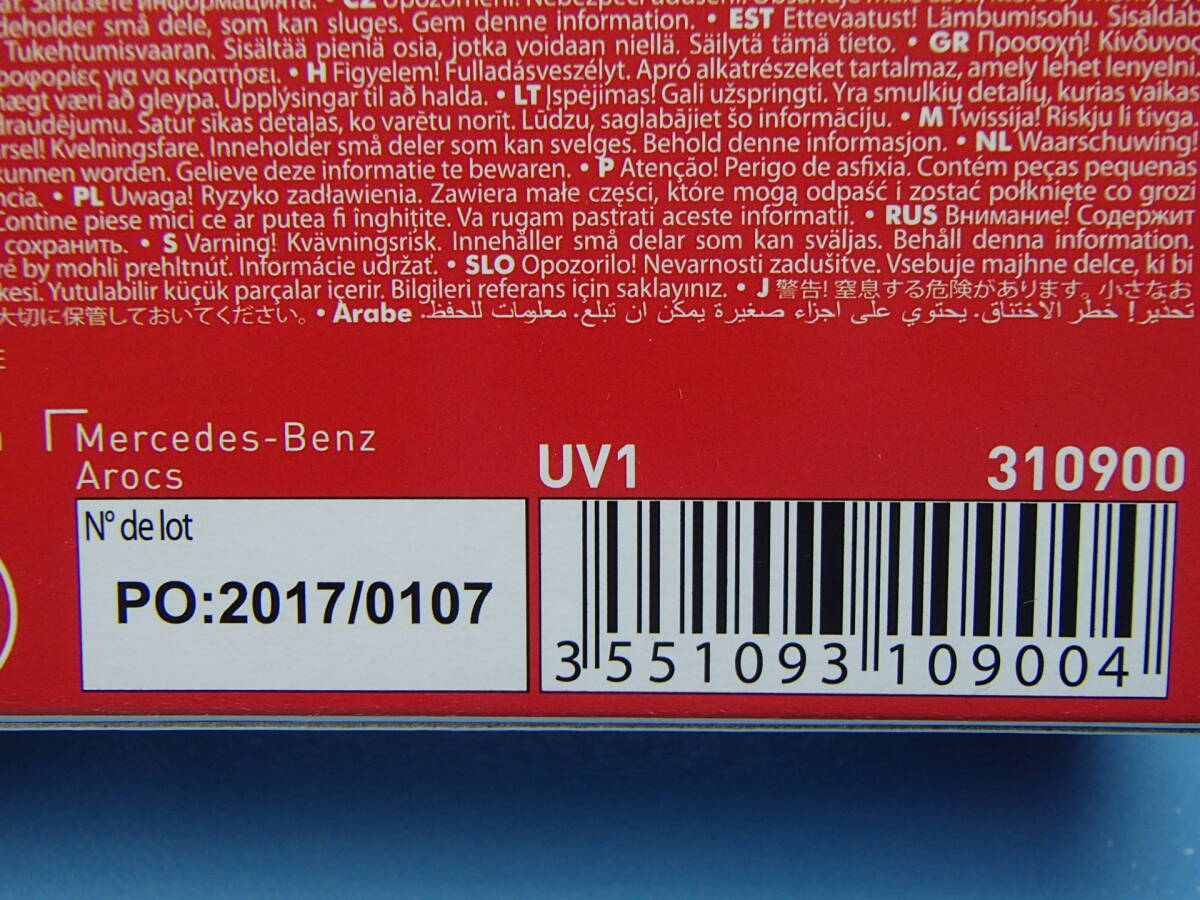 eholder små dele, som kan sluges. Gem denne information. • EST Ettevaatust! Lämbumisohu. Sisaldab
Tukehtumisvaaran. Sisältää pieniä osia, jotka voidaan niellä. Säilytä tämä tieto. • GR Προσοχή! Κίνδυνος
ροφορίες για να κρατήσει. • H Figyelem! Fulladásveszélyt. Apró alkatrészeket tartalmaz, amely lehet lenyelni.
nægt væri að gleypa. Upplýsingar til að halda. • LT Įspėjimas! Gali užspringti. Yra smulkių detalių, kurias vaikas
draudējumu. Satur sīkas detaļas, ko varētu norīt. Lūdzu, saglabājiet šo informāciju. • M Twissija! Riskju li tivga.
rsel! Kvelningsfare. Inneholder små deler som kan svelges. Behold denne informasjon. • NL Waarschuwing!
kunnen worden. Gelieve deze informatie te bewaren. • P Atenção! Perigo de asfixia. Contém peças pequenas
ncia. • PL Uwaga! Ryzyko zadławienia. Zawiera małe części, które mogą odpaść i zostać połknięte co grozi
Conține piese mici ce ar putea fi înghițite. Va rugam pastrati aceste informatii. • RUS Внимание! Содержит
сохранить. • S Varning! Kvävningsrisk. Innehåller små delar som kan sväljas. Behåll denna information.
ré by mohli prehltnúť. Informácie udržať. • SLO Opozorilo! Nevarnosti zadušitve. Vsebuje majhne delce, ki bi
kesi. Yutulabilir küçük parçalar içerir. Bilgileri referans için saklayınız. • J 警告! 窒息する危険があります。小さなお
大切に保管しておいてください。 • Arabe تحذير! خطر الاختناق. يحتوي على اجزاء صغيرة يمكن ان تبلع. معلومات للحفظ.
Mercedes-Benz
Arocs
UV1
310900
N° de lot
PO:2017/0107
3 551093 109004